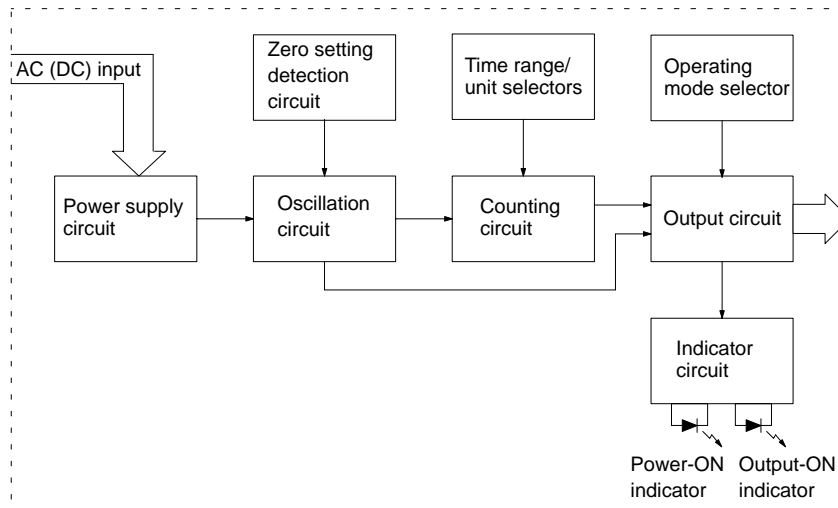 AC (DC) input
Zero setting
detection
circuit
Time range/
unit selectors
Operating
mode selector
Power supply
circuit
Oscillation
circuit
Counting
circuit
Output circuit
Indicator
circuit
Power-ON
indicator
Output-ON
indicator